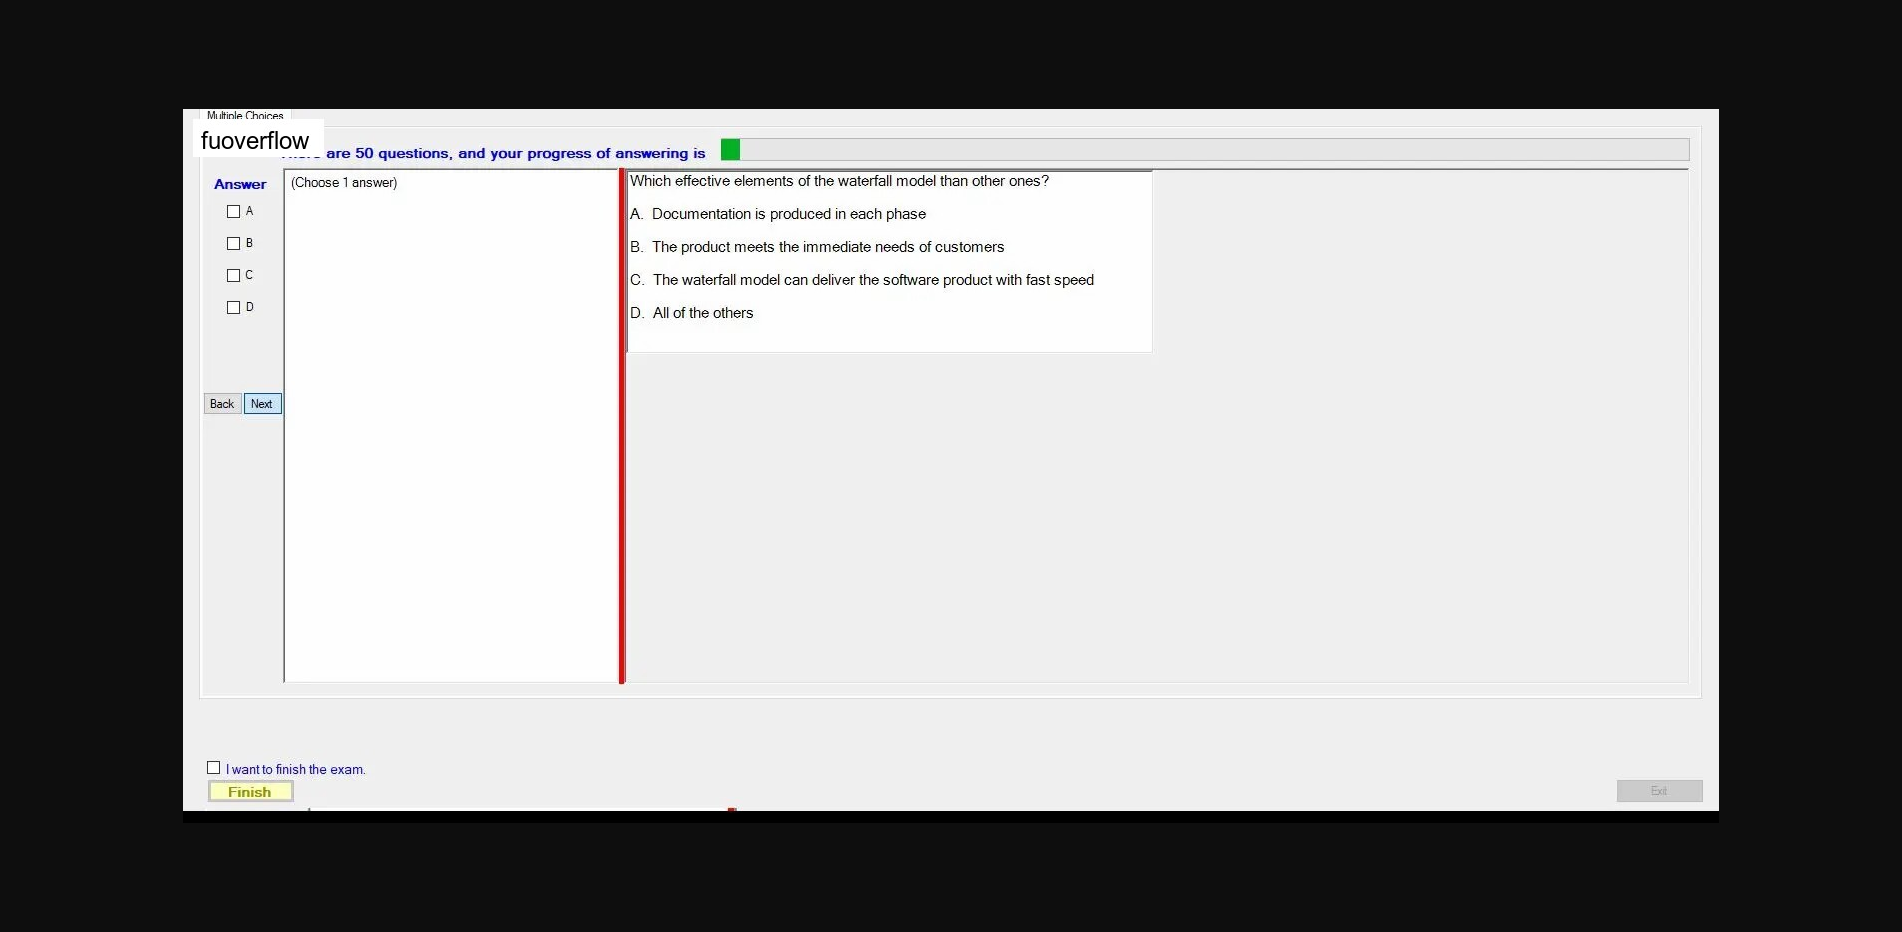 Multiple Choices
fuoverflow
are 50 questions, and your progress of answering is
Answer
(Choose 1 answer)
A
B
C
D
Back
Next
Which effective elements of the waterfall model than other ones?
A. Documentation is produced in each phase
B. The product meets the immediate needs of customers
C. The waterfall model can deliver the software product with fast speed
D. All of the others
I want to finish the exam.
Finish
Exit